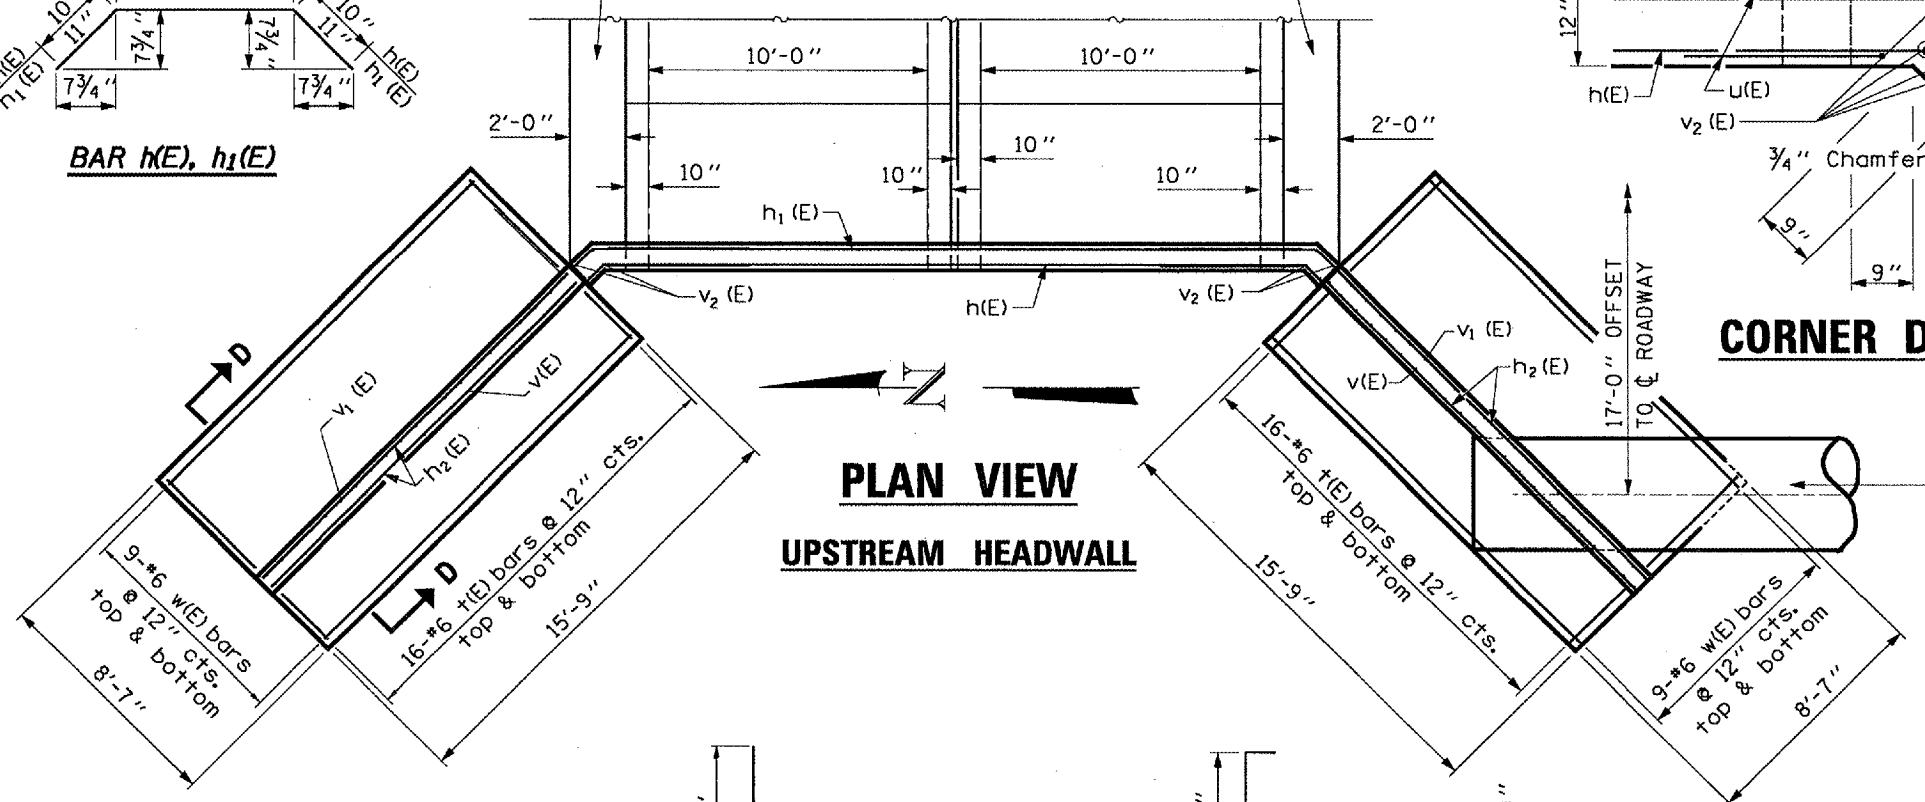 10"
11"
7¾"
7¾"
10"
11"
h(E)
h₁(E)
h(E)
h₁(E)
7¾"
7¾"
BAR h(E), h₁(E)
10'-0"
10'-0"
2'-0"
2'-0"
10"
10"
10"
10"
h₁(E)
v₂(E)
h(E)
v₂(E)
12"
h(E)
u(E)
v₂(E)
¾" Chamfer
9"
9"
CORNER D
17'-0" OFFSET
TO ℄ ROADWAY
D
v₁(E)
v(E)
h₂(E)
D
N
v₁(E)
v(E)
h₂(E)
PLAN VIEW
UPSTREAM HEADWALL
9-#6 w(E) bars
@ 12" cts.
top & bottom
8'-7"
16-#6 t(E) bars @ 12" cts.
top & bottom
15'-9"
16-#6 t(E) bars @ 12" cts.
top & bottom
15'-9"
9-#6 w(E) bars
@ 12" cts.
top & bottom
8'-7"